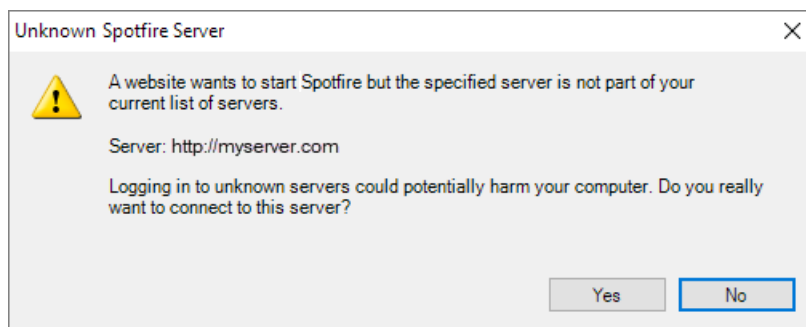 Unknown Spotfire Server
A website wants to start Spotfire but the specified server is not part of your
current list of servers.
Server: http://myserver.com
Logging in to unknown servers could potentially harm your computer. Do you really
want to connect to this server?
Yes
No